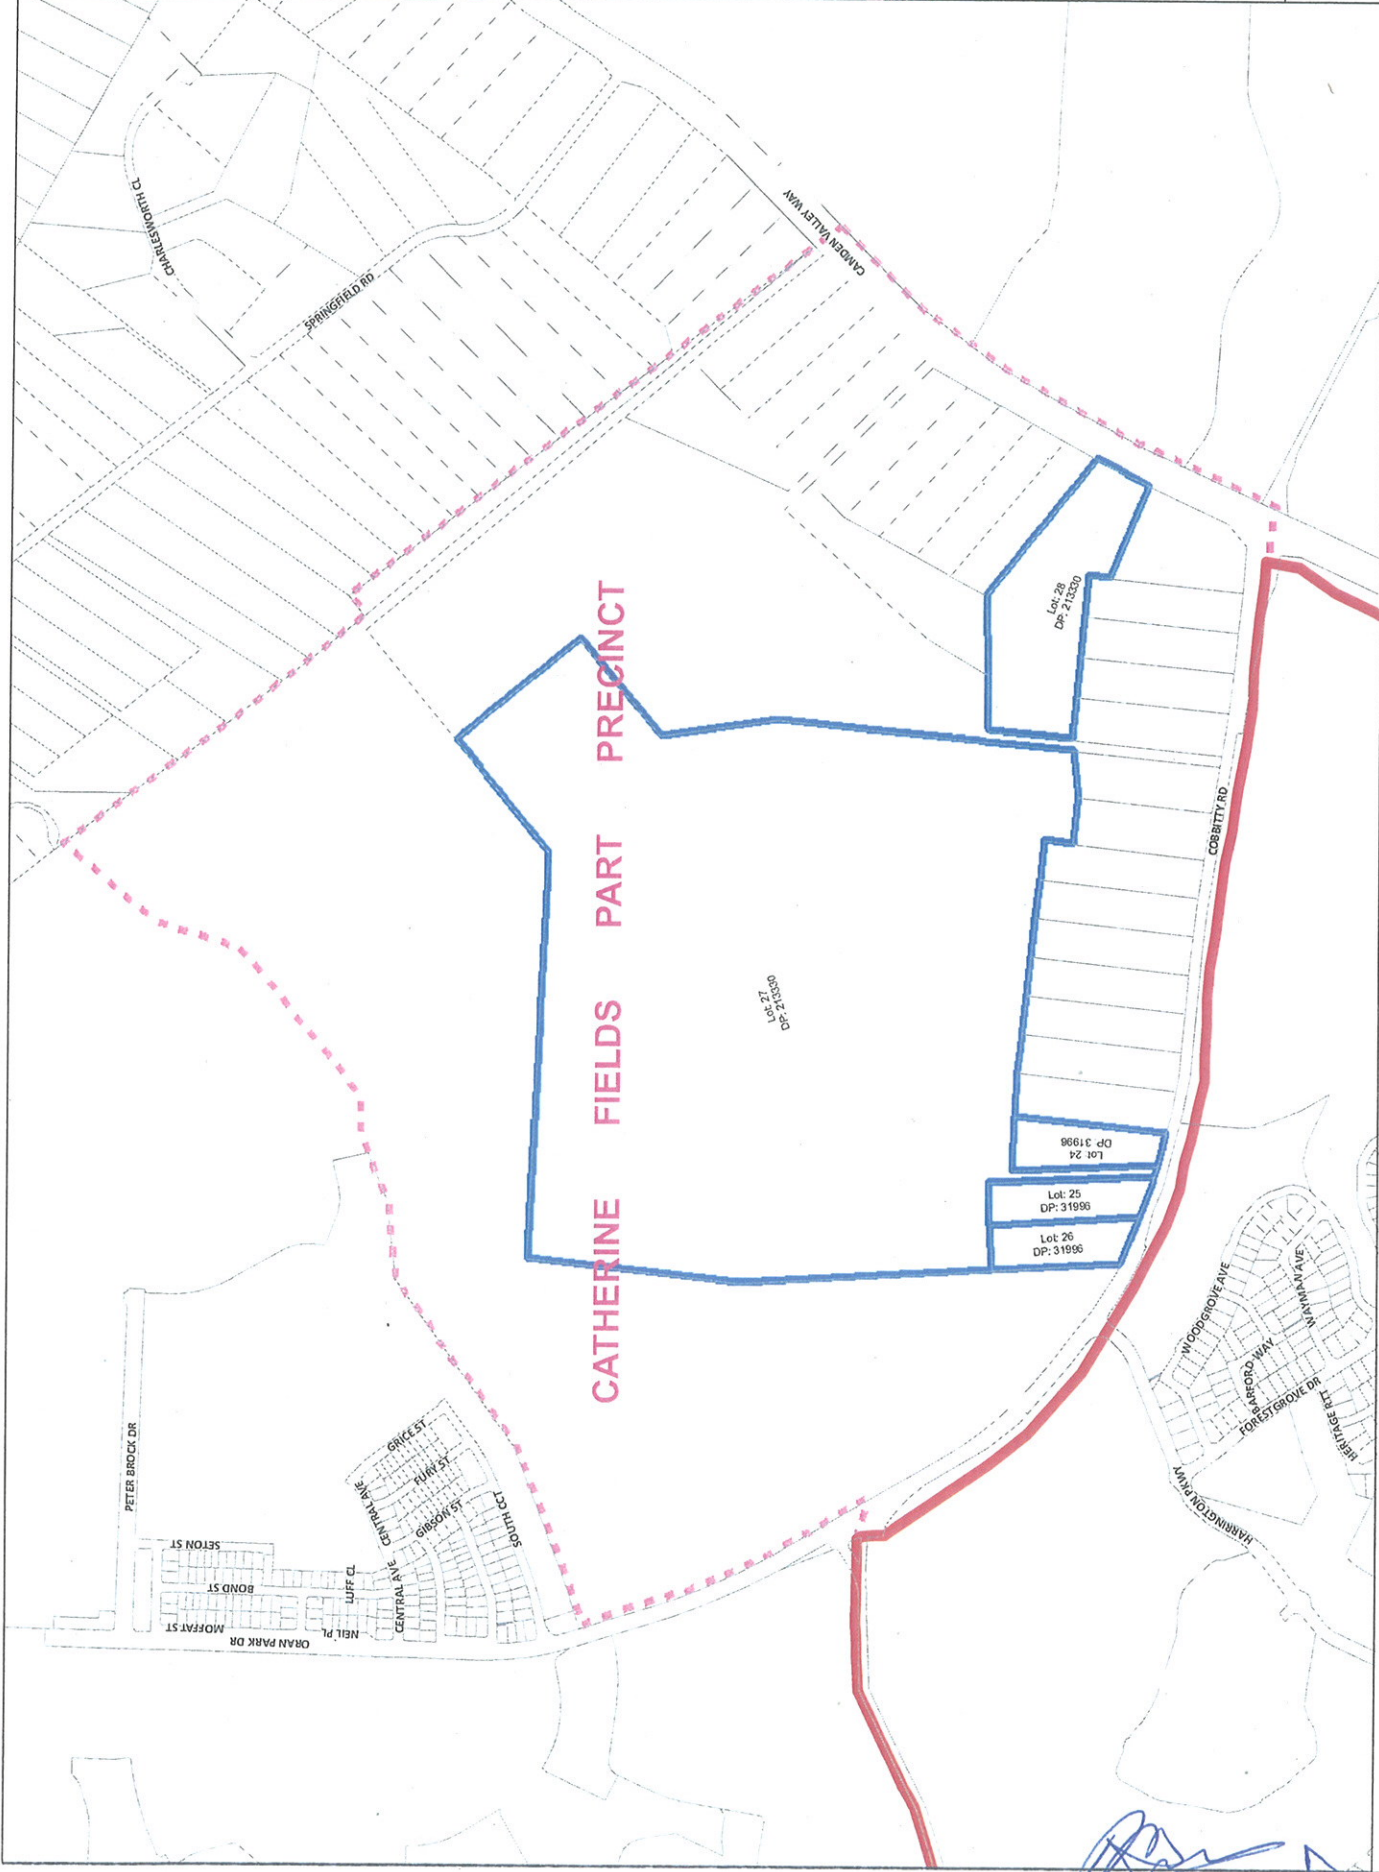 CHARLESWORTH CL
SPRINGFIELD RD
CAMDEN VALLEY WAY
CATHERINE FIELDS PART PRECINCT
Lot: 28
DP: 213330
Lot: 27
DP: 213330
COBBITTY RD
Lot 24
DP 31996
Lot: 25
DP: 31996
Lot: 26
DP: 31996
PETER BROCK DR
SETON ST
BOND ST
MOFFAT ST
ORAN PARK DR
NEIL PL
LUFF CL
CENTRAL AVE
CENTRAL AVE
GRICE ST
FURY ST
GIBSON ST
SOUTH CCT
WOODGROVE AVE
WAYMAN AVE
BARFORD WAY
FORESTGROVE DR
HERITAGE RTT
HARRINGTON PKWY